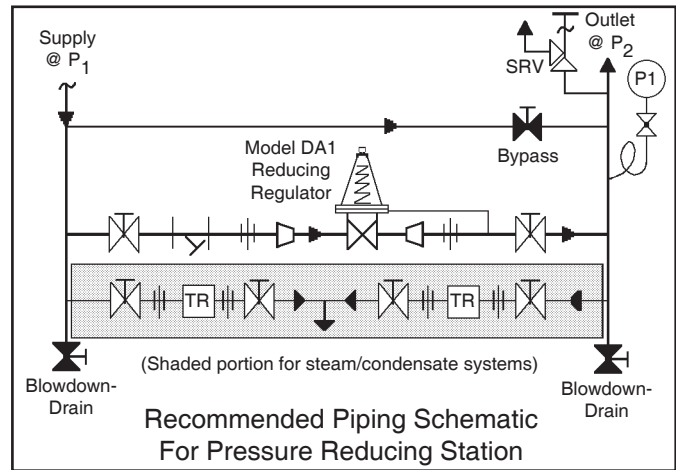 Supply
@ P1
Outlet
@ P2
SRV
P1
Bypass
Model DA1
Reducing
Regulator
TR
TR
(Shaded portion for steam/condensate systems)
Blowdown-
Drain
Blowdown-
Drain
Recommended Piping Schematic
For Pressure Reducing Station